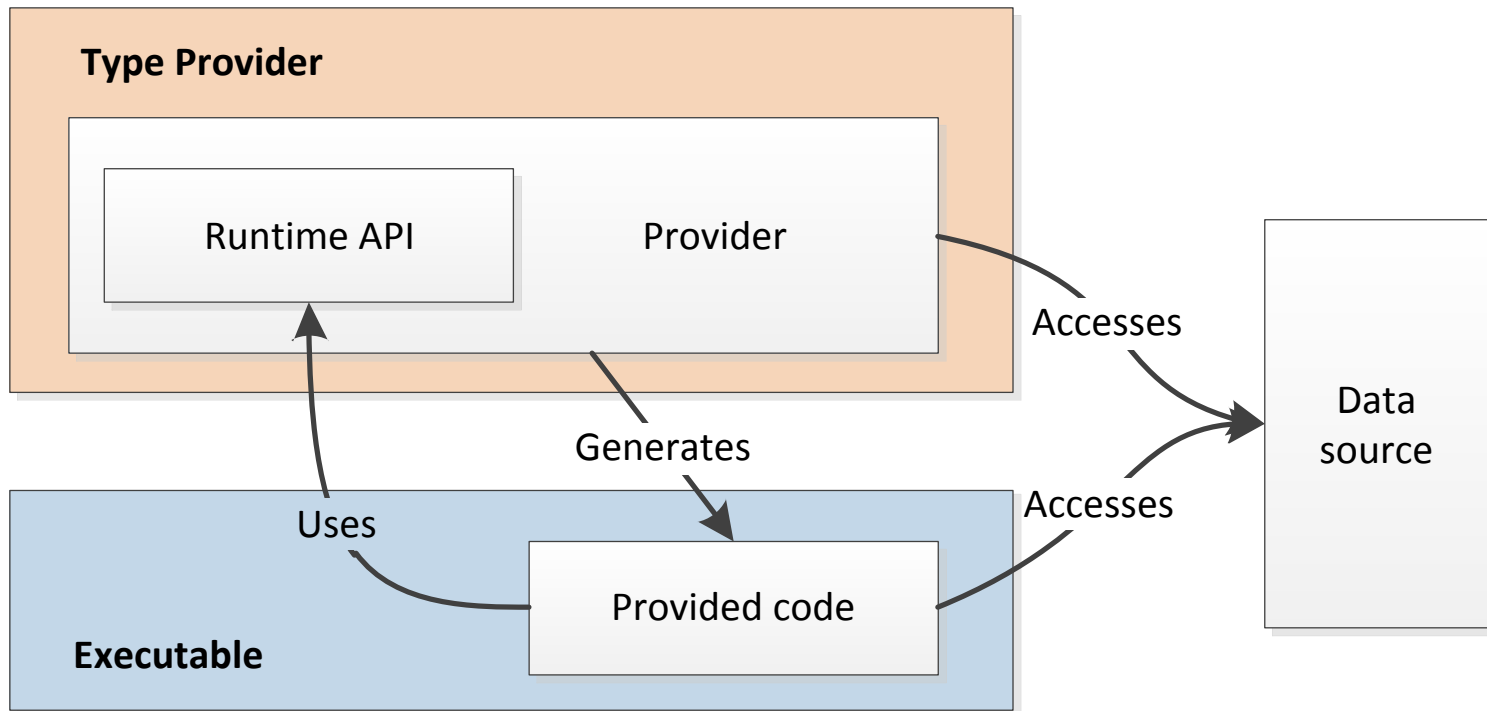 Type Provider
Runtime API
Provider
Accesses
Data
source
Generates
Accesses
Uses
Provided code
Executable